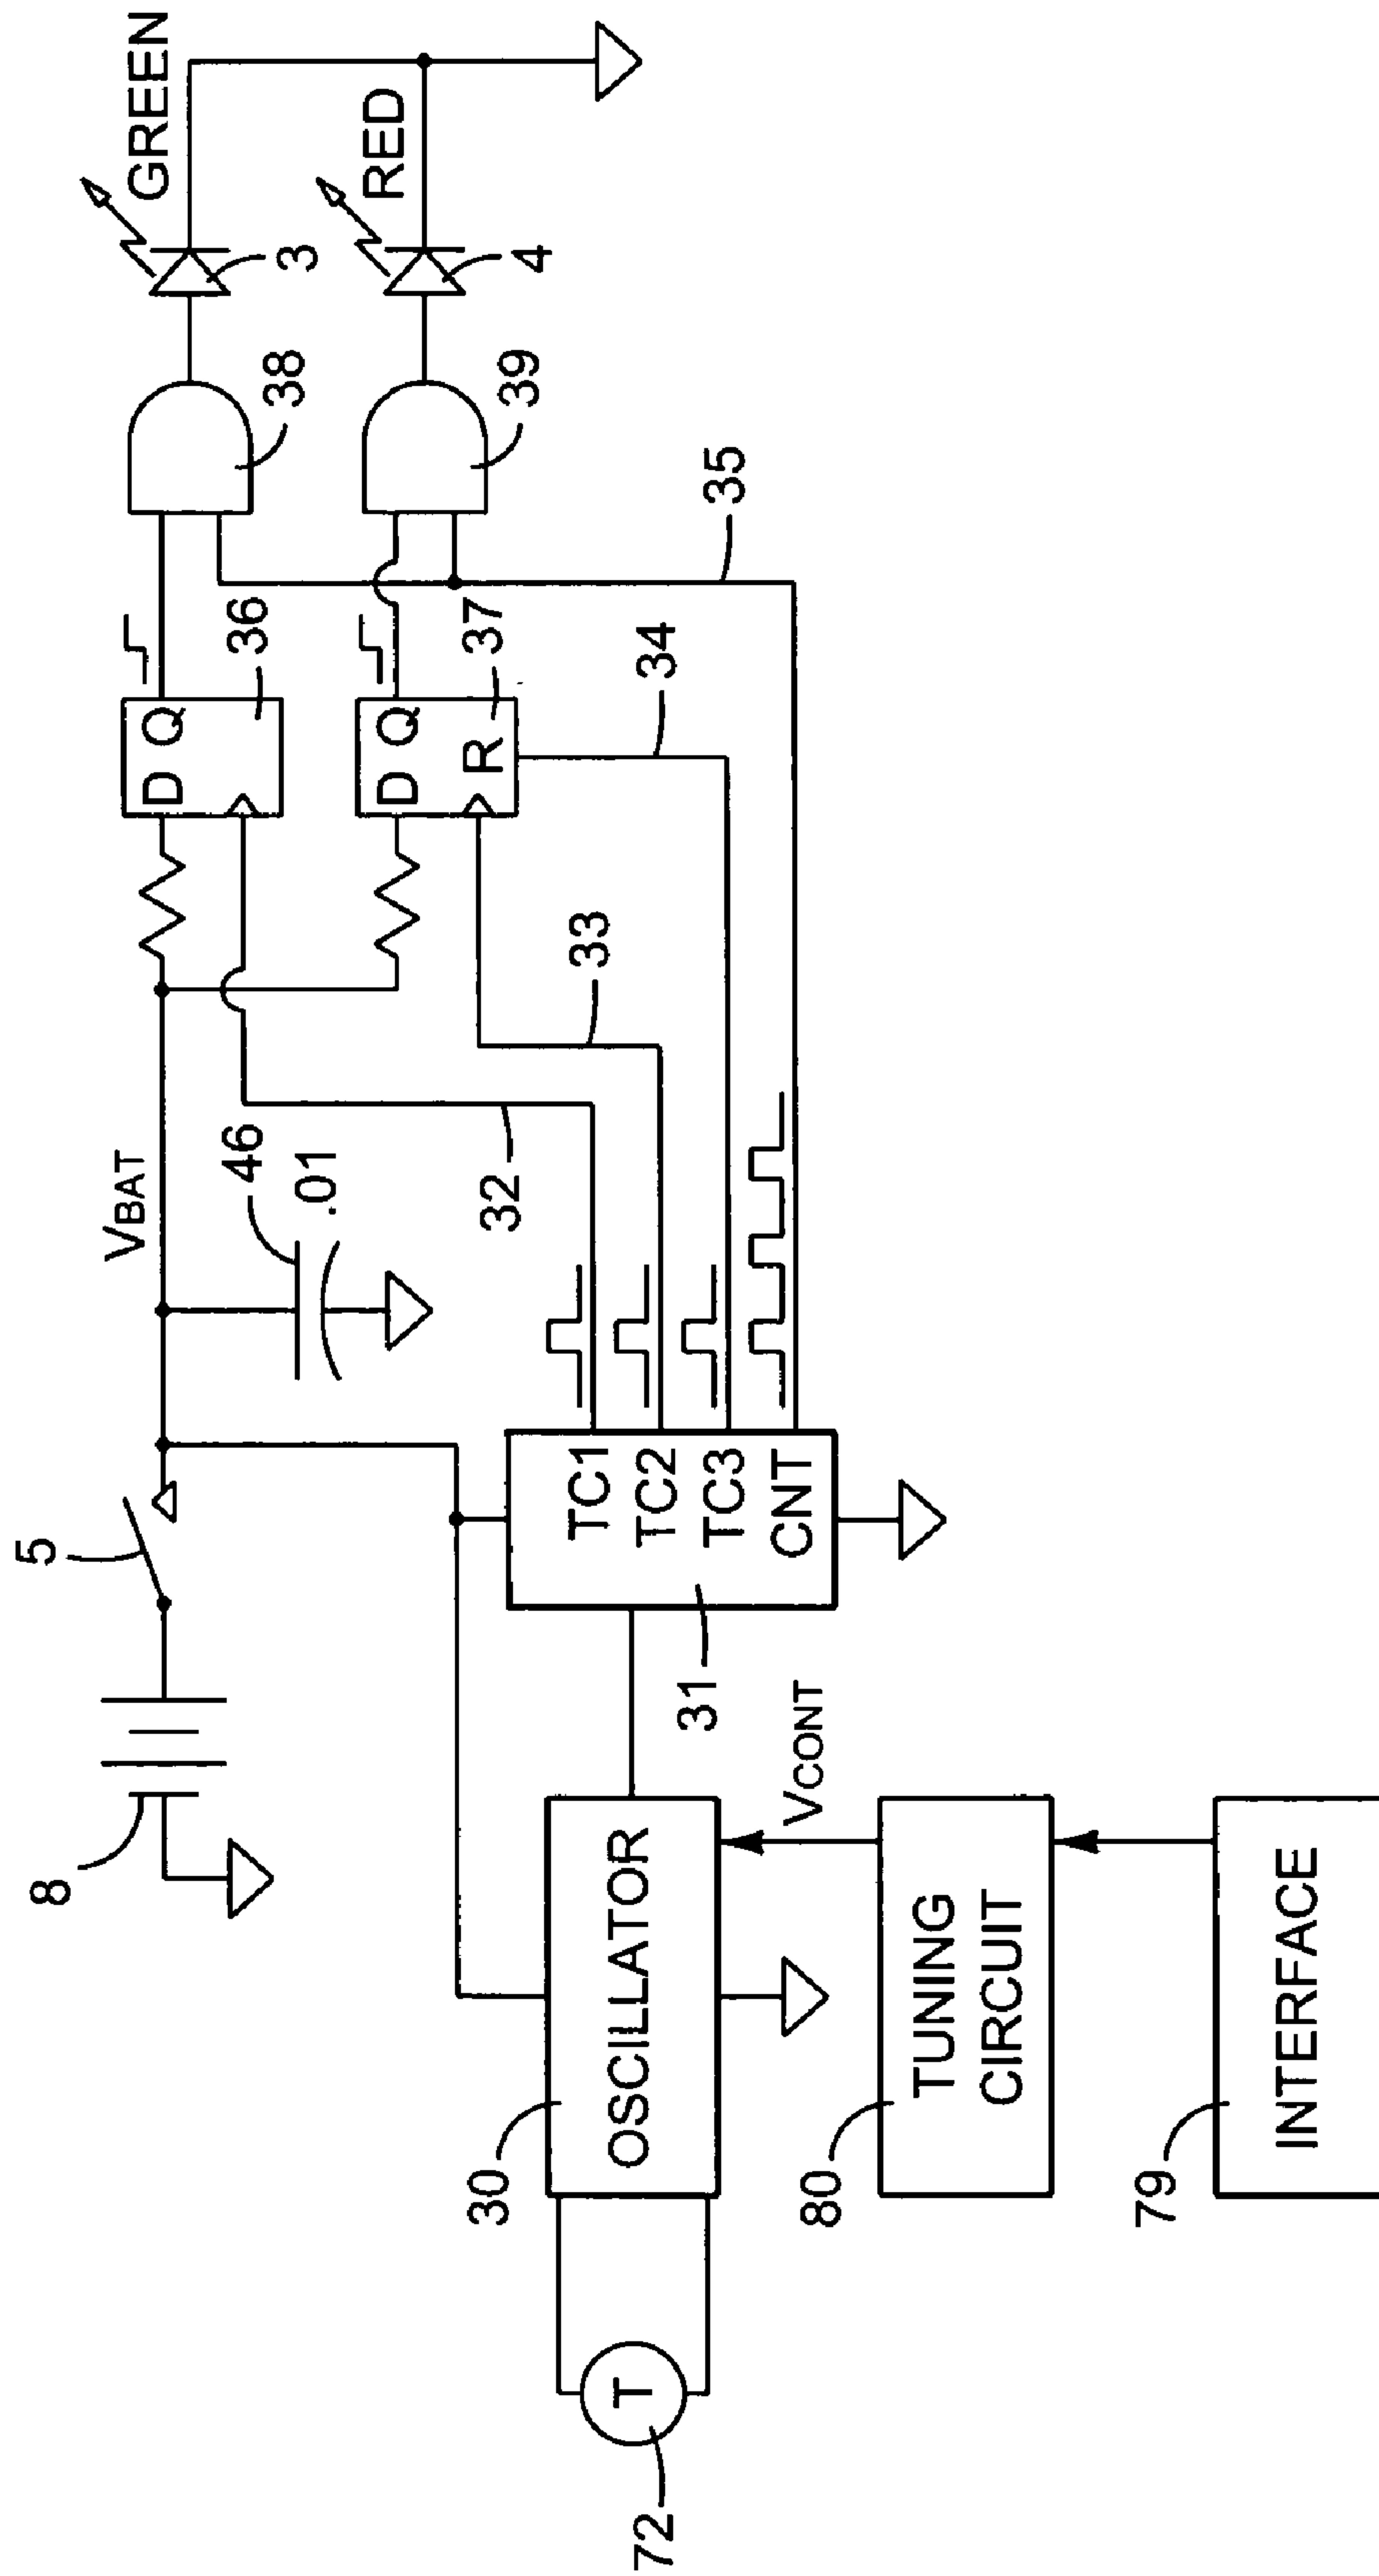 5
8
VBAT
46
.01
GREEN
3
RED
4
38
39
D Q
36
D Q
R
37
35
34
33
32
TC1
TC2
TC3
CNT
31
30
OSCILLATOR
T
72
VCONT
80
TUNING
CIRCUIT
79
INTERFACE